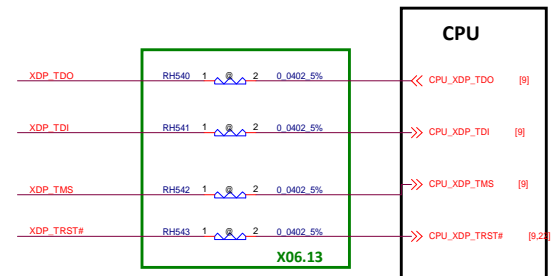 CPU
XDP_TDO RH540 1 @ 2 0_0402_5% CPU_XDP_TDO [9]
XDP_TDI RH541 1 @ 2 0_0402_5% CPU_XDP_TDI [9]
XDP_TMS RH542 1 @ 2 0_0402_5% CPU_XDP_TMS [9]
XDP_TRST# RH543 1 @ 2 0_0402_5% CPU_XDP_TRST#
X06.13